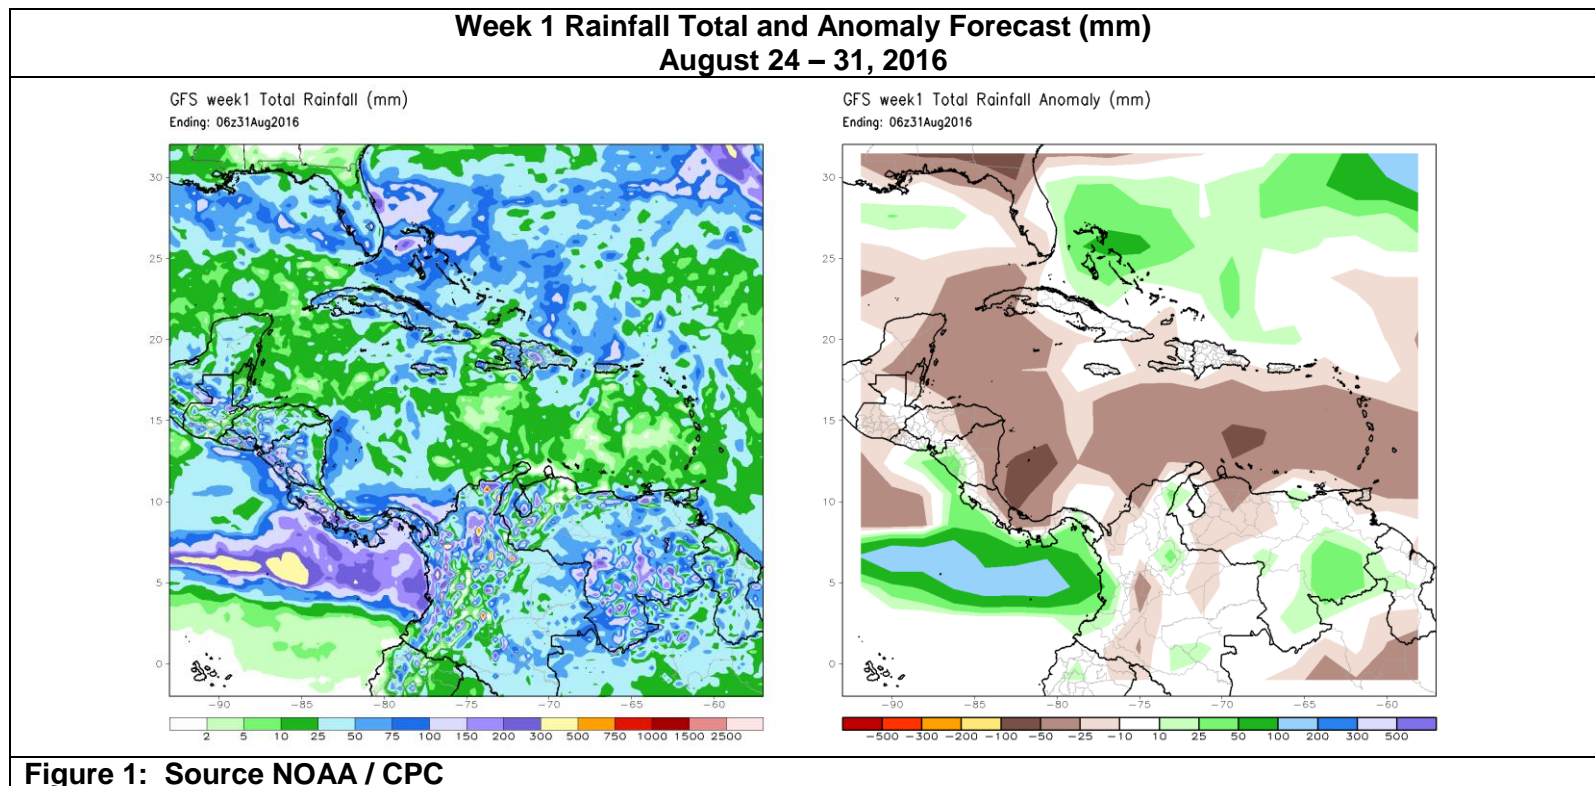 Week 1 Rainfall Total and Anomaly Forecast (mm)
August 24 – 31, 2016
GFS week1 Total Rainfall (mm)
Ending: 06z31Aug2016
30
25
20
15
10
5
0
−90 −85 −80 −75 −70 −65 −60
2 5 10 25 50 75 100 150 200 300 500 750 1000 1500 2500
GFS week1 Total Rainfall Anomaly (mm)
Ending: 06z31Aug2016
30
25
20
15
10
5
0
−90 −85 −80 −75 −70 −65 −60
−500 −300 −200 −100 −50 −25 −10 10 25 50 100 200 300 500
Figure 1: Source NOAA / CPC